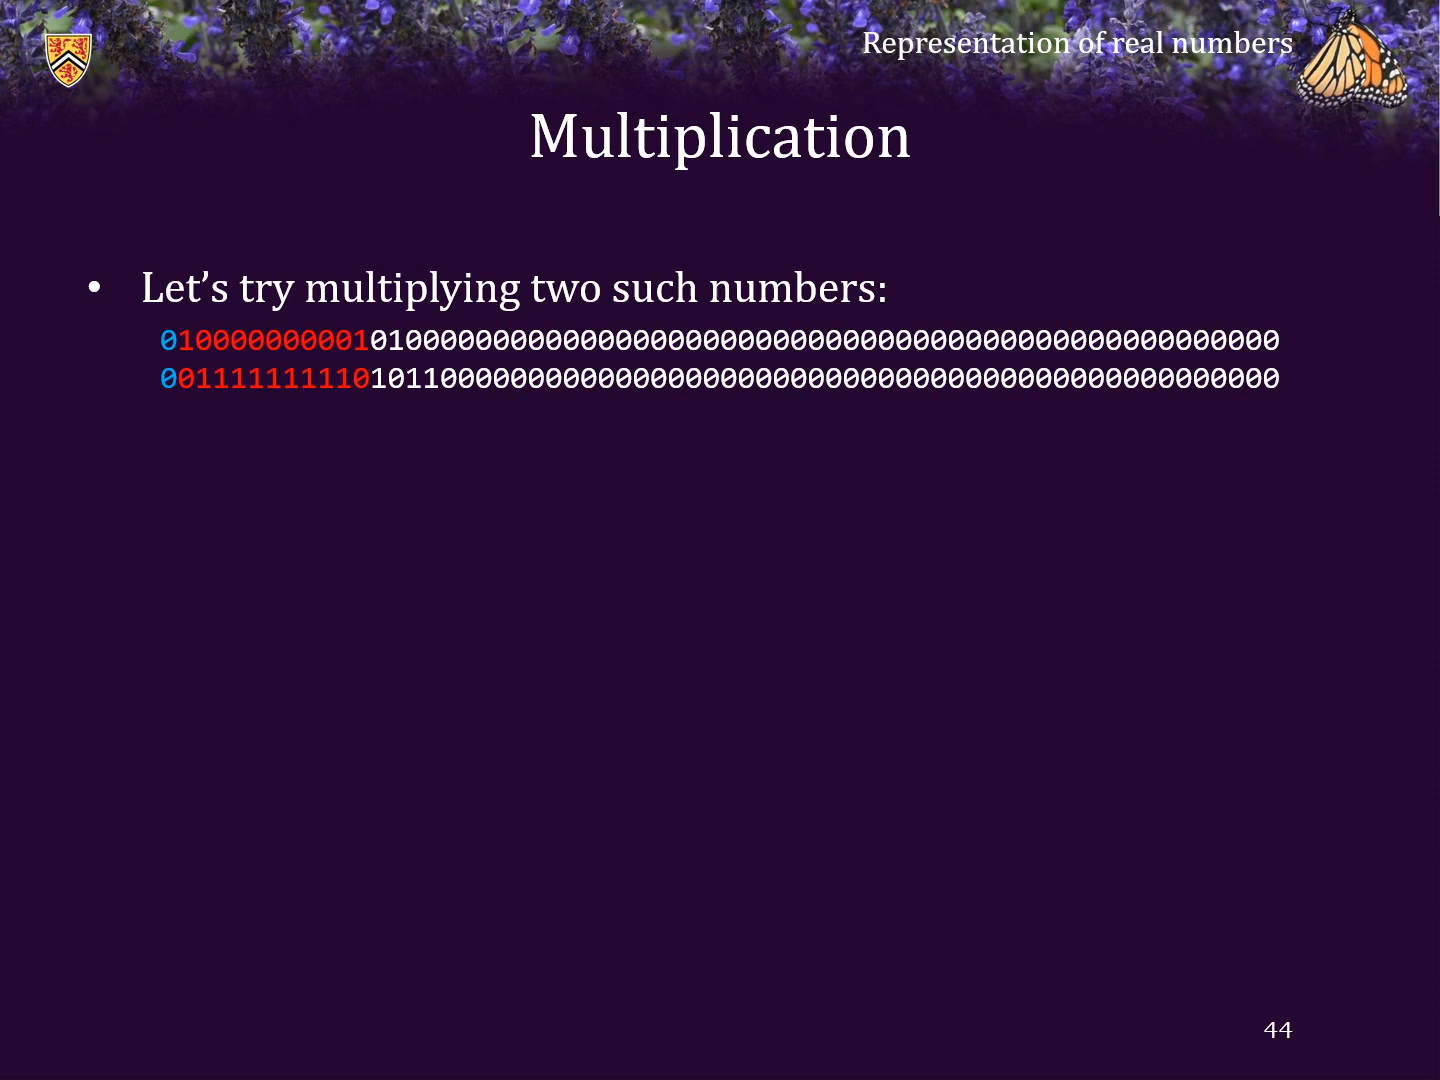 Representation of real numbers
Multiplication
• Let’s try multiplying two such numbers:
0100000000010100000000000000000000000000000000000000000000000000
0011111111101011000000000000000000000000000000000000000000000000
44